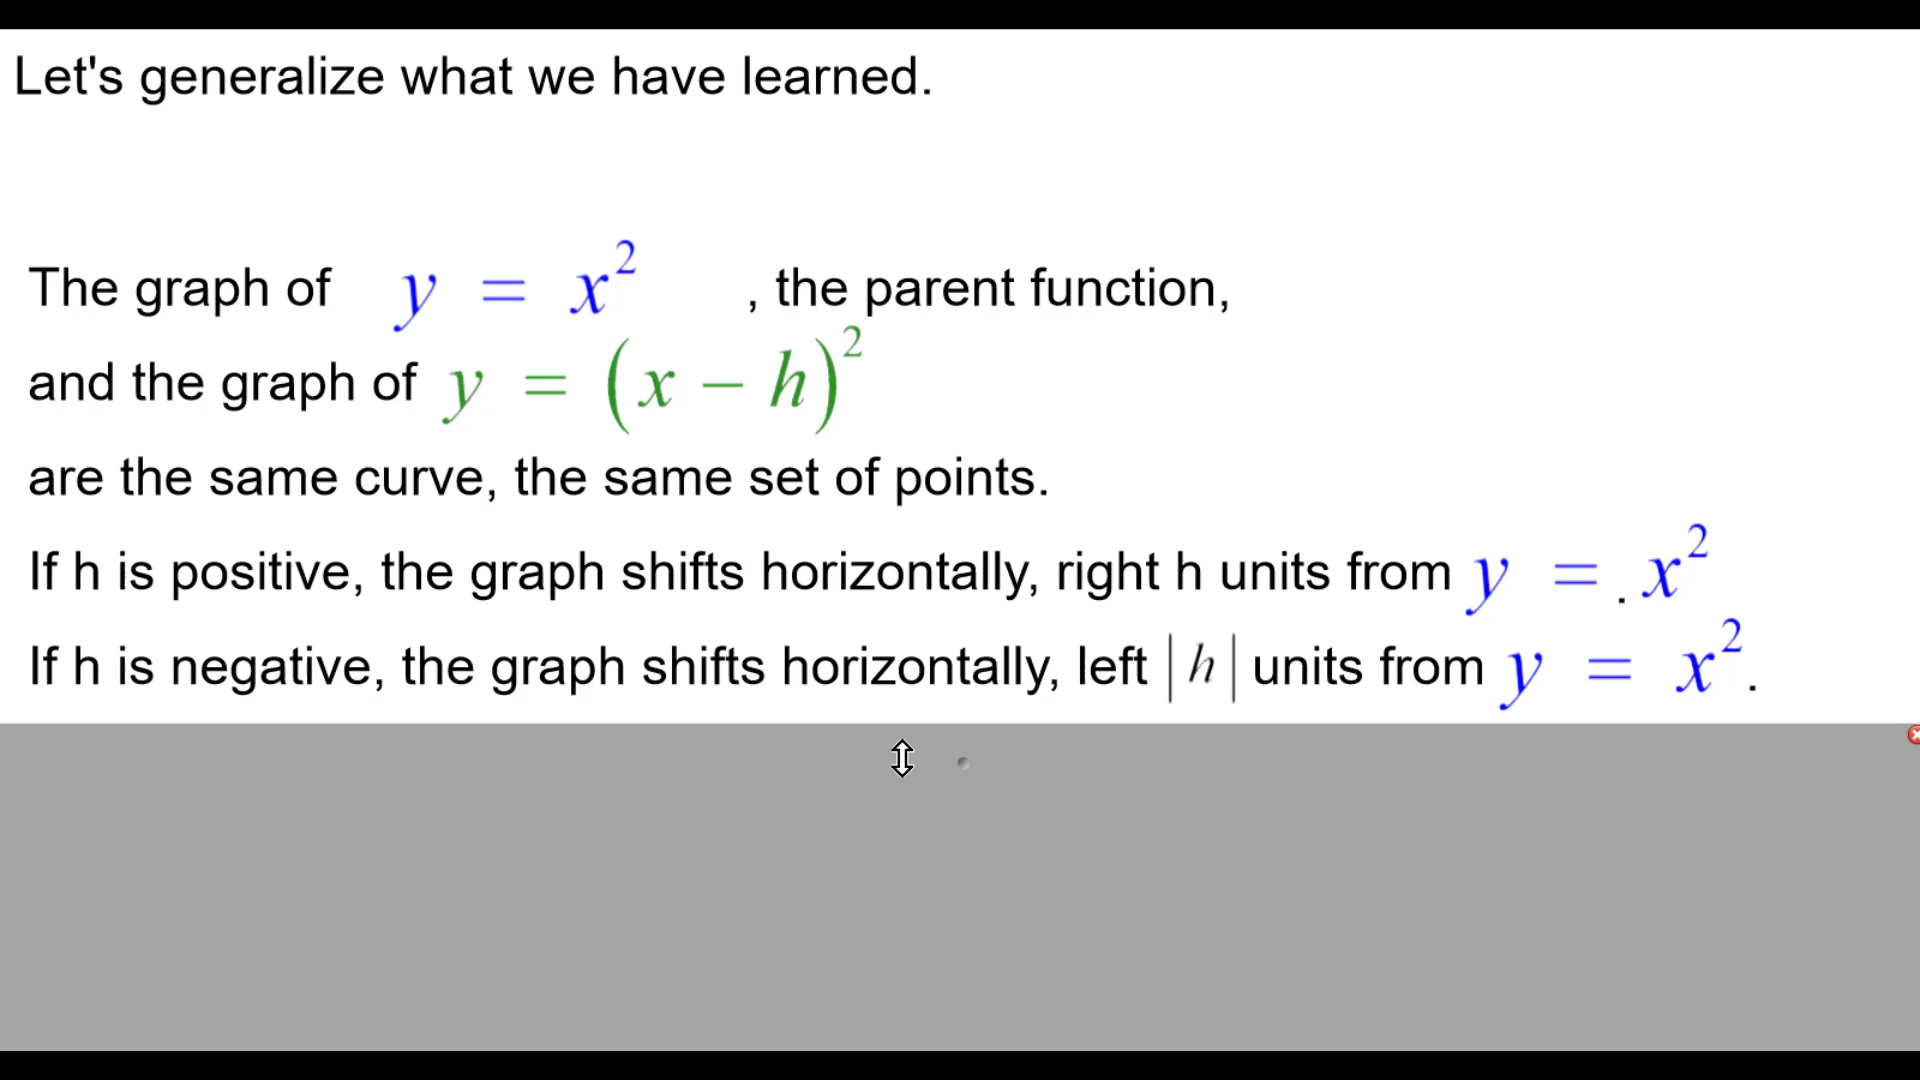 Let's generalize what we have learned.
The graph of y = x² , the parent function,
and the graph of y = (x − h)²
are the same curve, the same set of points.
If h is positive, the graph shifts horizontally, right h units from y = . x²
If h is negative, the graph shifts horizontally, left |h| units from y = x².